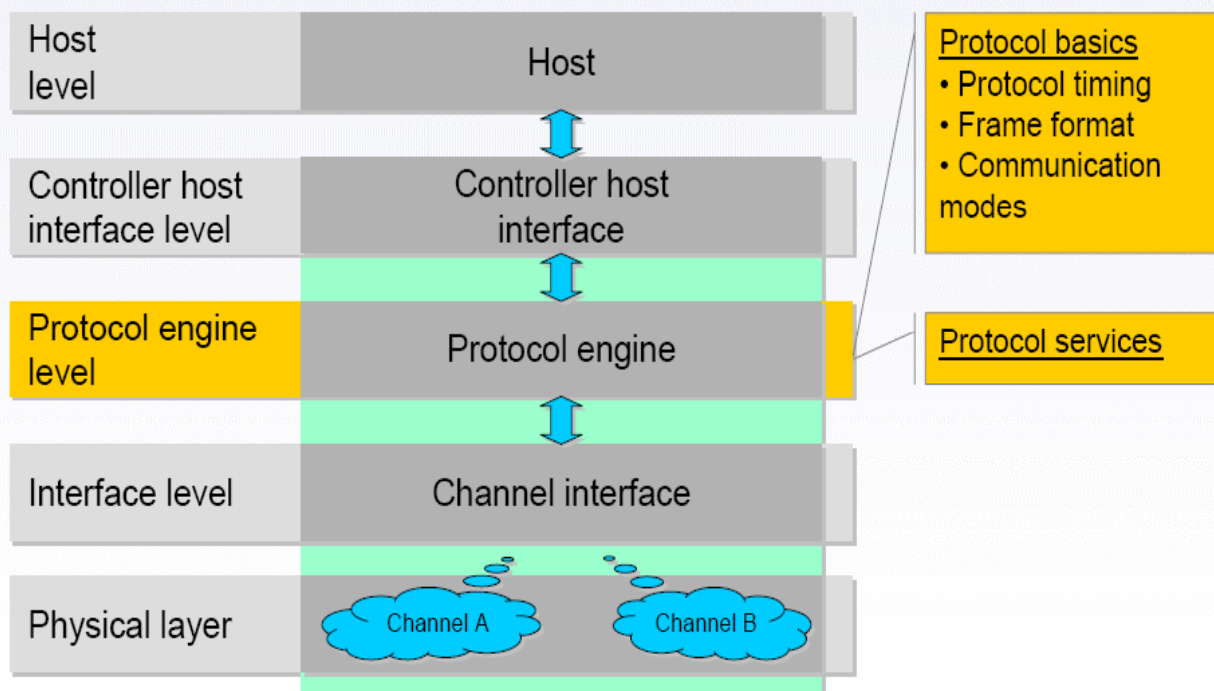 Host
level
Host
Controller host
interface level
Controller host
interface
Protocol engine
level
Protocol engine
Interface level
Channel interface
Physical layer
Channel A
Channel B
Protocol basics
• Protocol timing
• Frame format
• Communication
modes
Protocol services